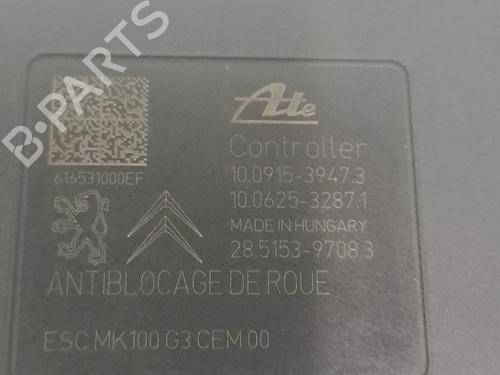 B-PARTS
Ate
Controller
616531000EF
10.0915-3947.3
10.0625-3287.1
MADE IN HUNGARY
28.5153-9708.3
ANTIBLOCAGE DE ROUE
ESC MK100 G3 CEM 00